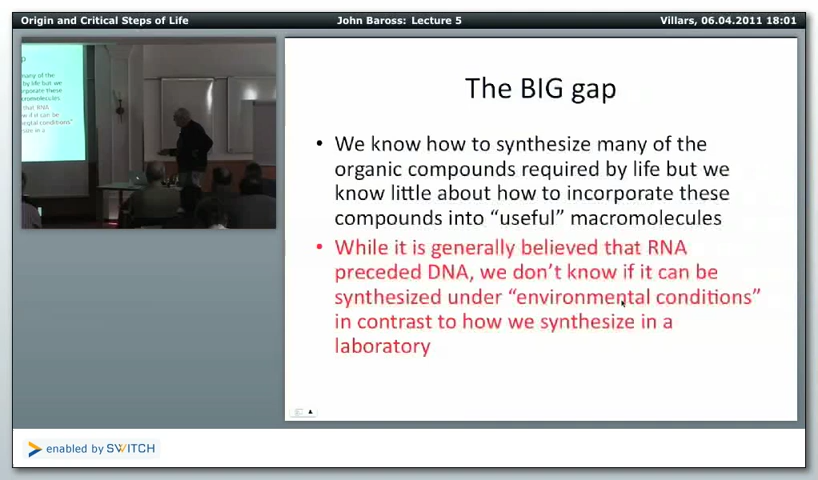 Origin and Critical Steps of Life
John Baross: Lecture 5
Villars, 06.04.2011 18:01
The BIG gap
• We know how to synthesize many of the
organic compounds required by life but we
know little about how to incorporate these
compounds into “useful” macromolecules
• While it is generally believed that RNA
preceded DNA, we don’t know if it can be
synthesized under “environmental conditions”
in contrast to how we synthesize in a
laboratory
enabled by SWITCH